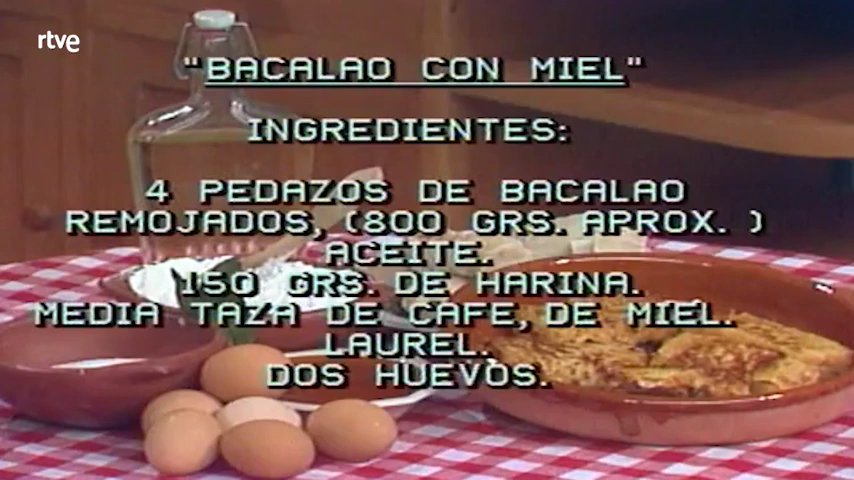 rtve
"BACALAO CON MIEL"
INGREDIENTES:
4 PEDAZOS DE BACALAO
REMOJADOS, (800 GRS. APROX. )
ACEITE.
150 GRS. DE HARINA.
MEDIA TAZA DE CAFE, DE MIEL.
LAUREL.
DOS HUEVOS.